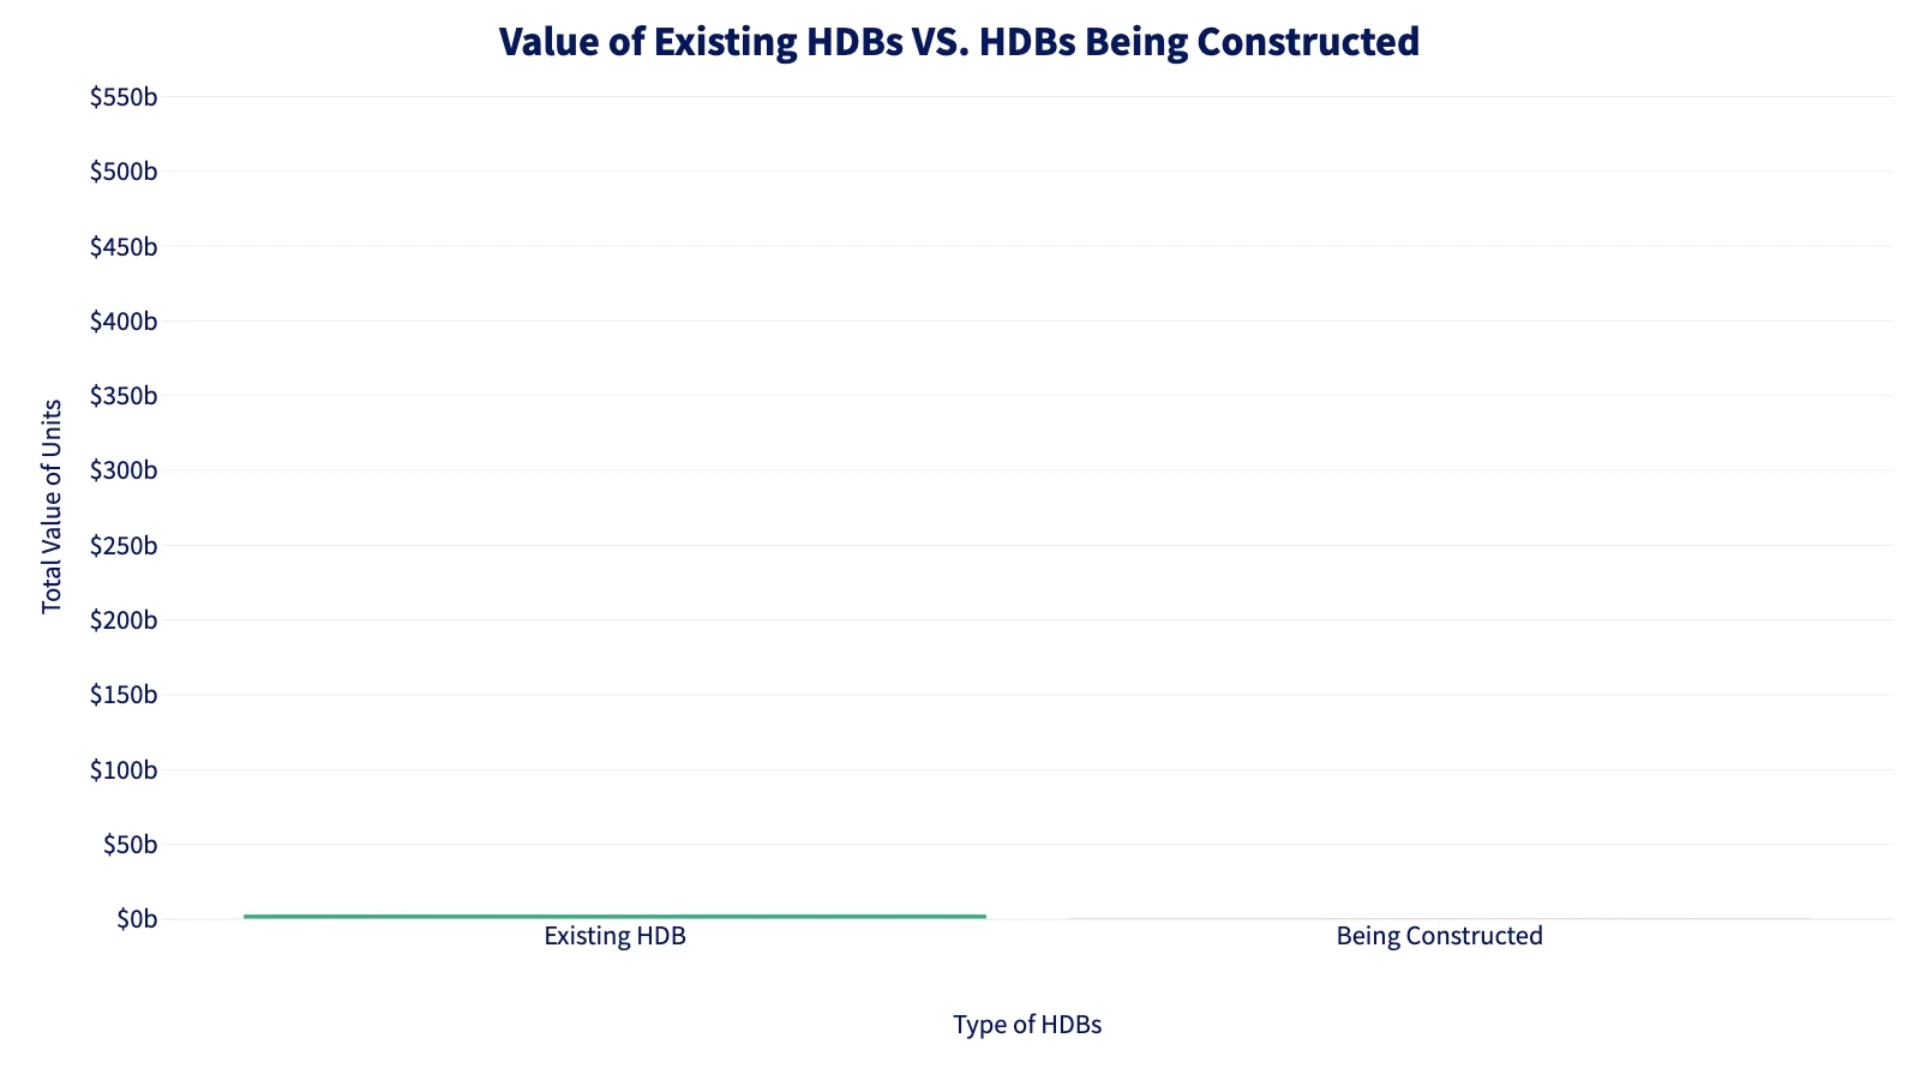 Value of Existing HDBs VS. HDBs Being Constructed
$550b
$500b
$450b
$400b
$350b
$300b
$250b
$200b
$150b
$100b
$50b
$0b
Total Value of Units
Existing HDB
Being Constructed
Type of HDBs